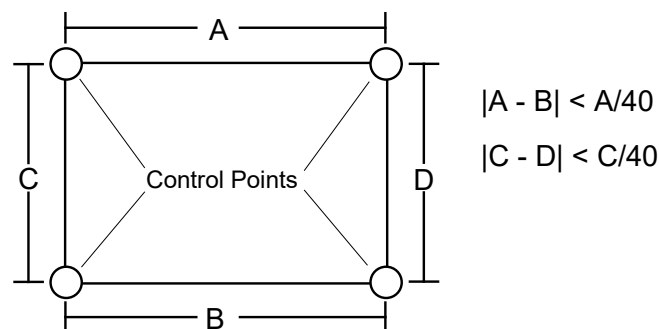 A
|A - B| < A/40
|C - D| < C/40
C
Control Points
D
B